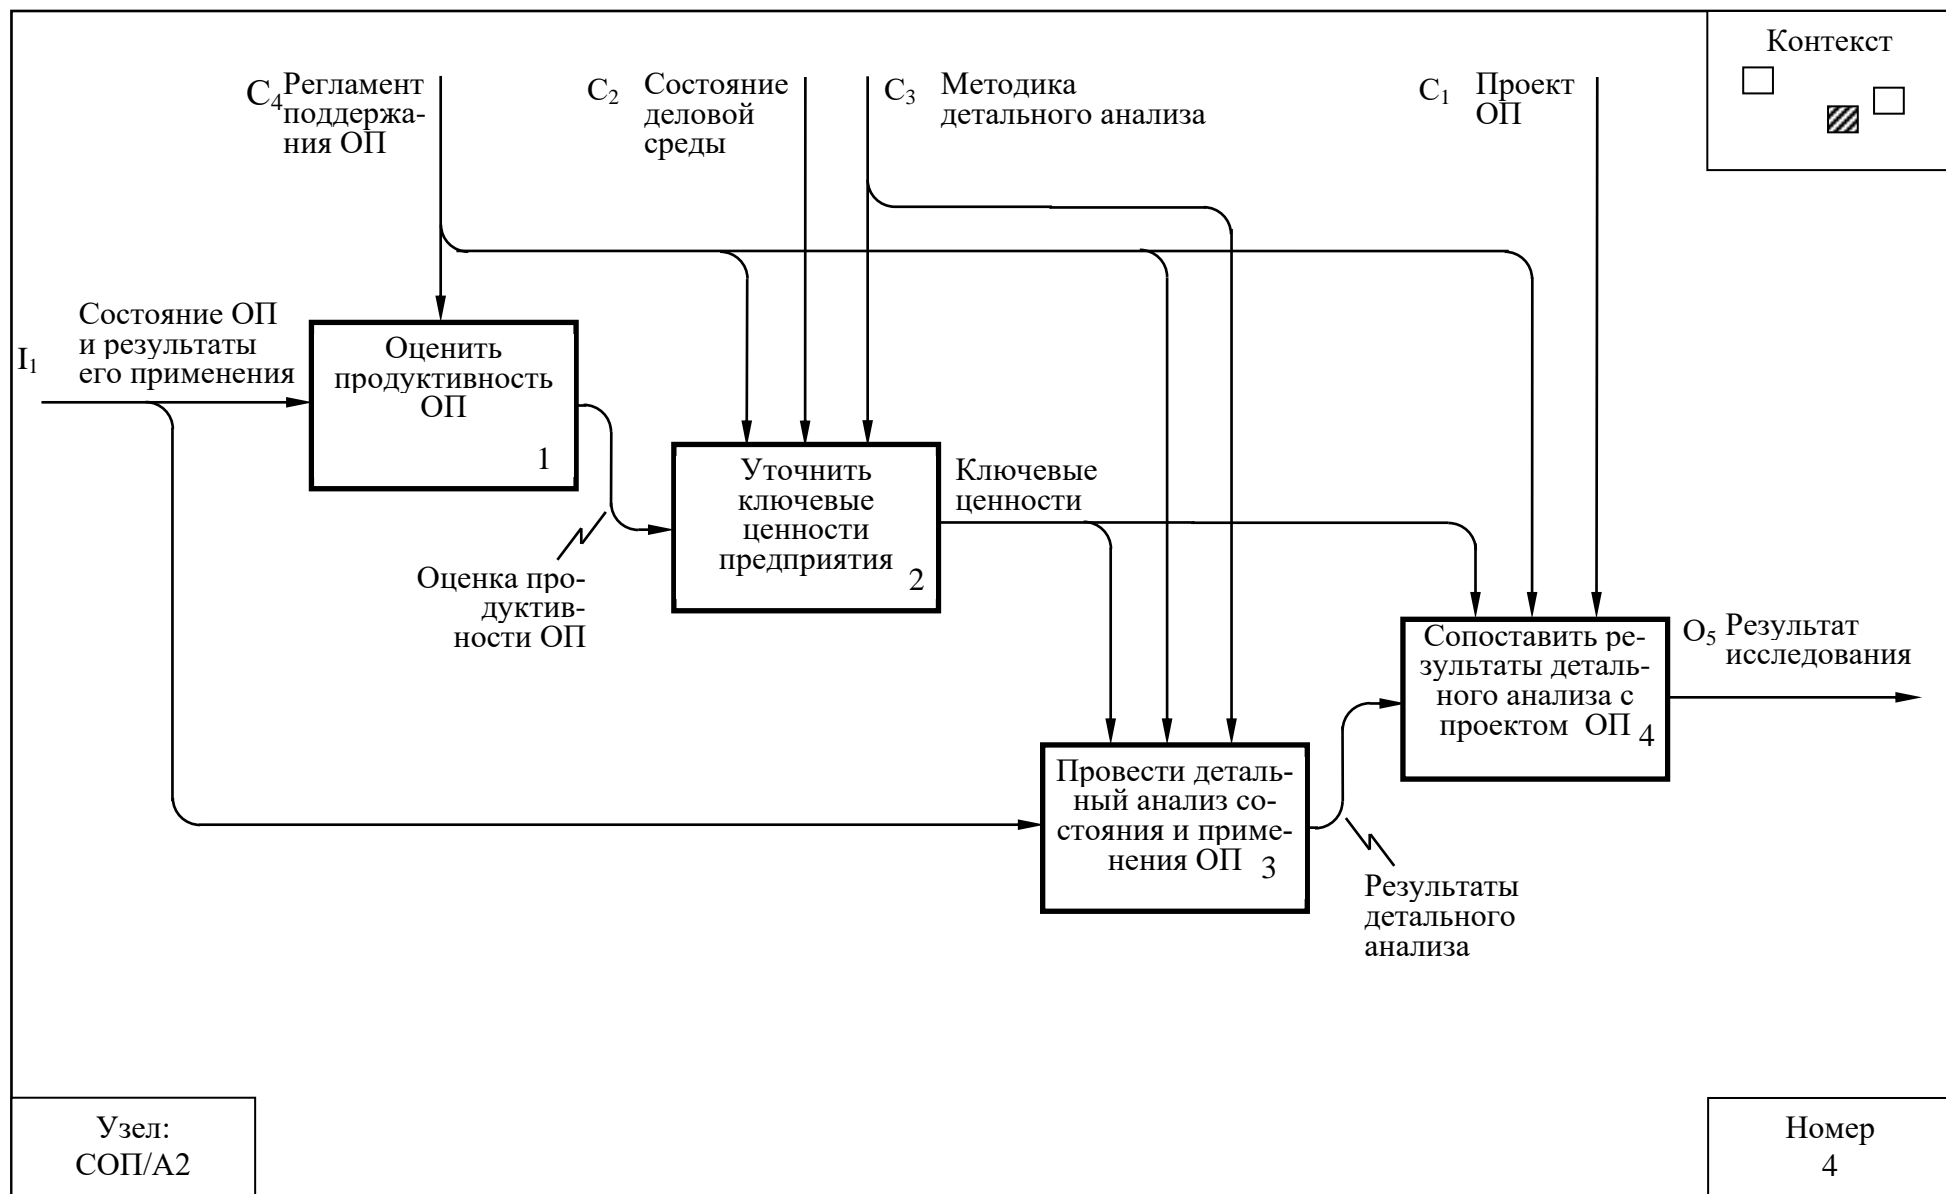 Контекст
C4 Регламент
поддержа-
ния ОП
C2 Состояние
деловой
среды
C3 Методика
детального анализа
C1 Проект
ОП
I1
Состояние ОП
и результаты
его применения
Оценить
продуктивность
ОП
1
Уточнить
ключевые
ценности
предприятия
2
Ключевые
ценности
Оценка про-
дуктив-
ности ОП
Сопоставить ре-
зультаты деталь-
ного анализа с
проектом ОП
4
O5 Результат
исследования
Провести деталь-
ный анализ со-
стояния и приме-
нения ОП
3
Результаты
детального
анализа
Узел:
СОП/А2
Номер
4